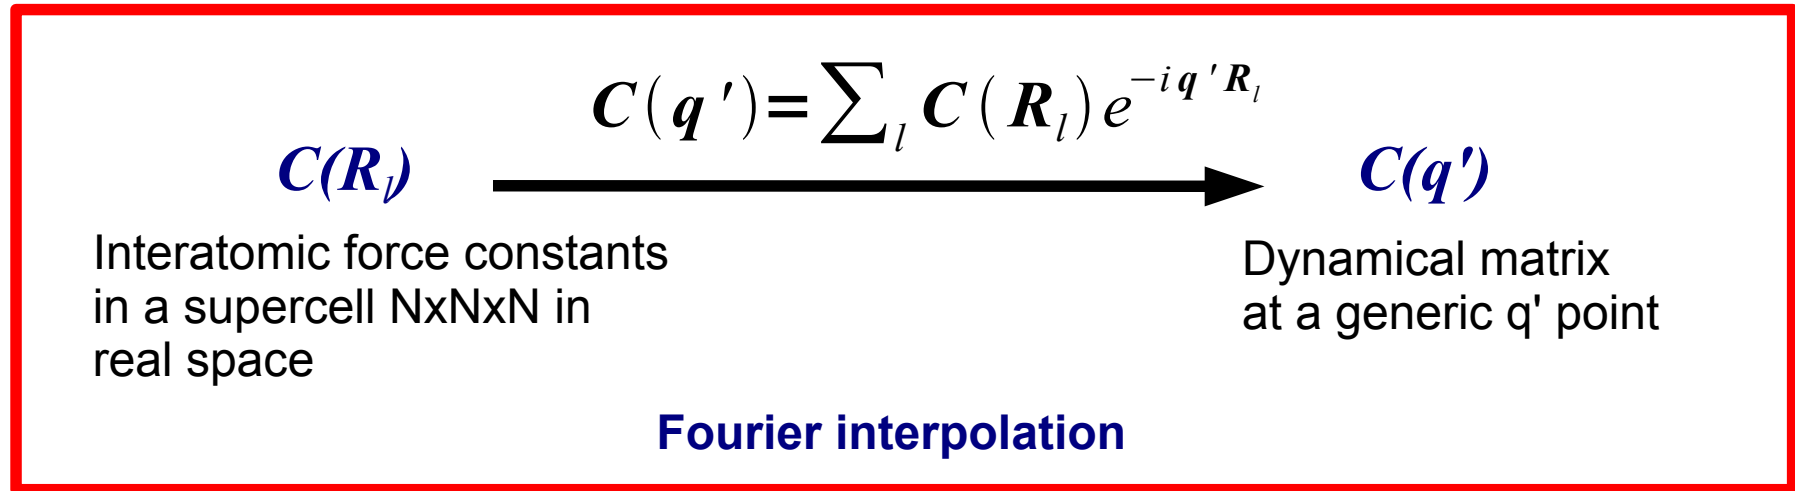 C(q')=∑_l C(R_l) e^{-i q' R_l}
C(R_l)
C(q')
Interatomic force constants
in a supercell NxNxN in
real space
Dynamical matrix
at a generic q' point
Fourier interpolation